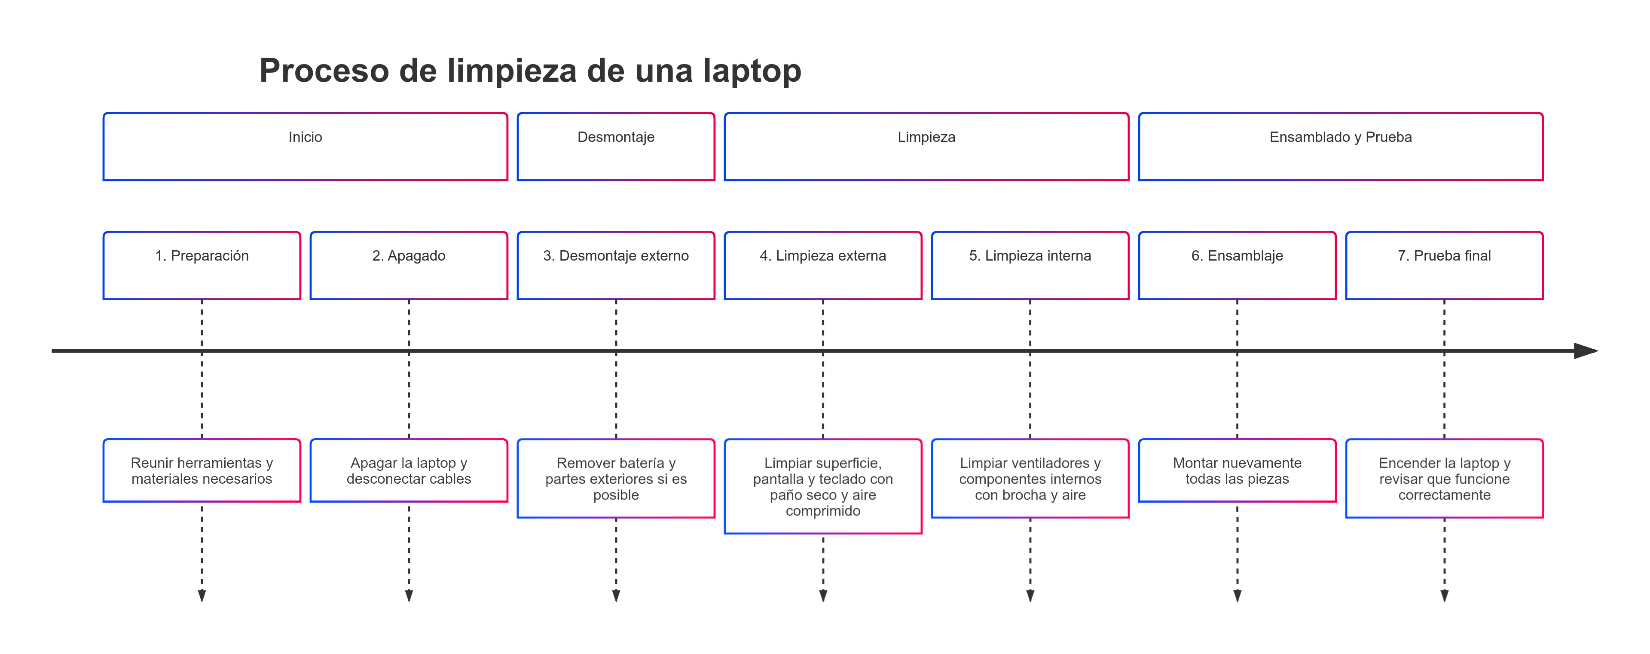 Proceso de limpieza de una laptop
Inicio
Desmontaje
Limpieza
Ensamblado y Prueba
1. Preparación
2. Apagado
3. Desmontaje externo
4. Limpieza externa
5. Limpieza interna
6. Ensamblaje
7. Prueba final
Reunir herramientas y
materiales necesarios
Apagar la laptop y
desconectar cables
Remover batería y
partes exteriores si es
posible
Limpiar superficie,
pantalla y teclado con
paño seco y aire
comprimido
Limpiar ventiladores y
componentes internos
con brocha y aire
Montar nuevamente
todas las piezas
Encender la laptop y
revisar que funcione
correctamente